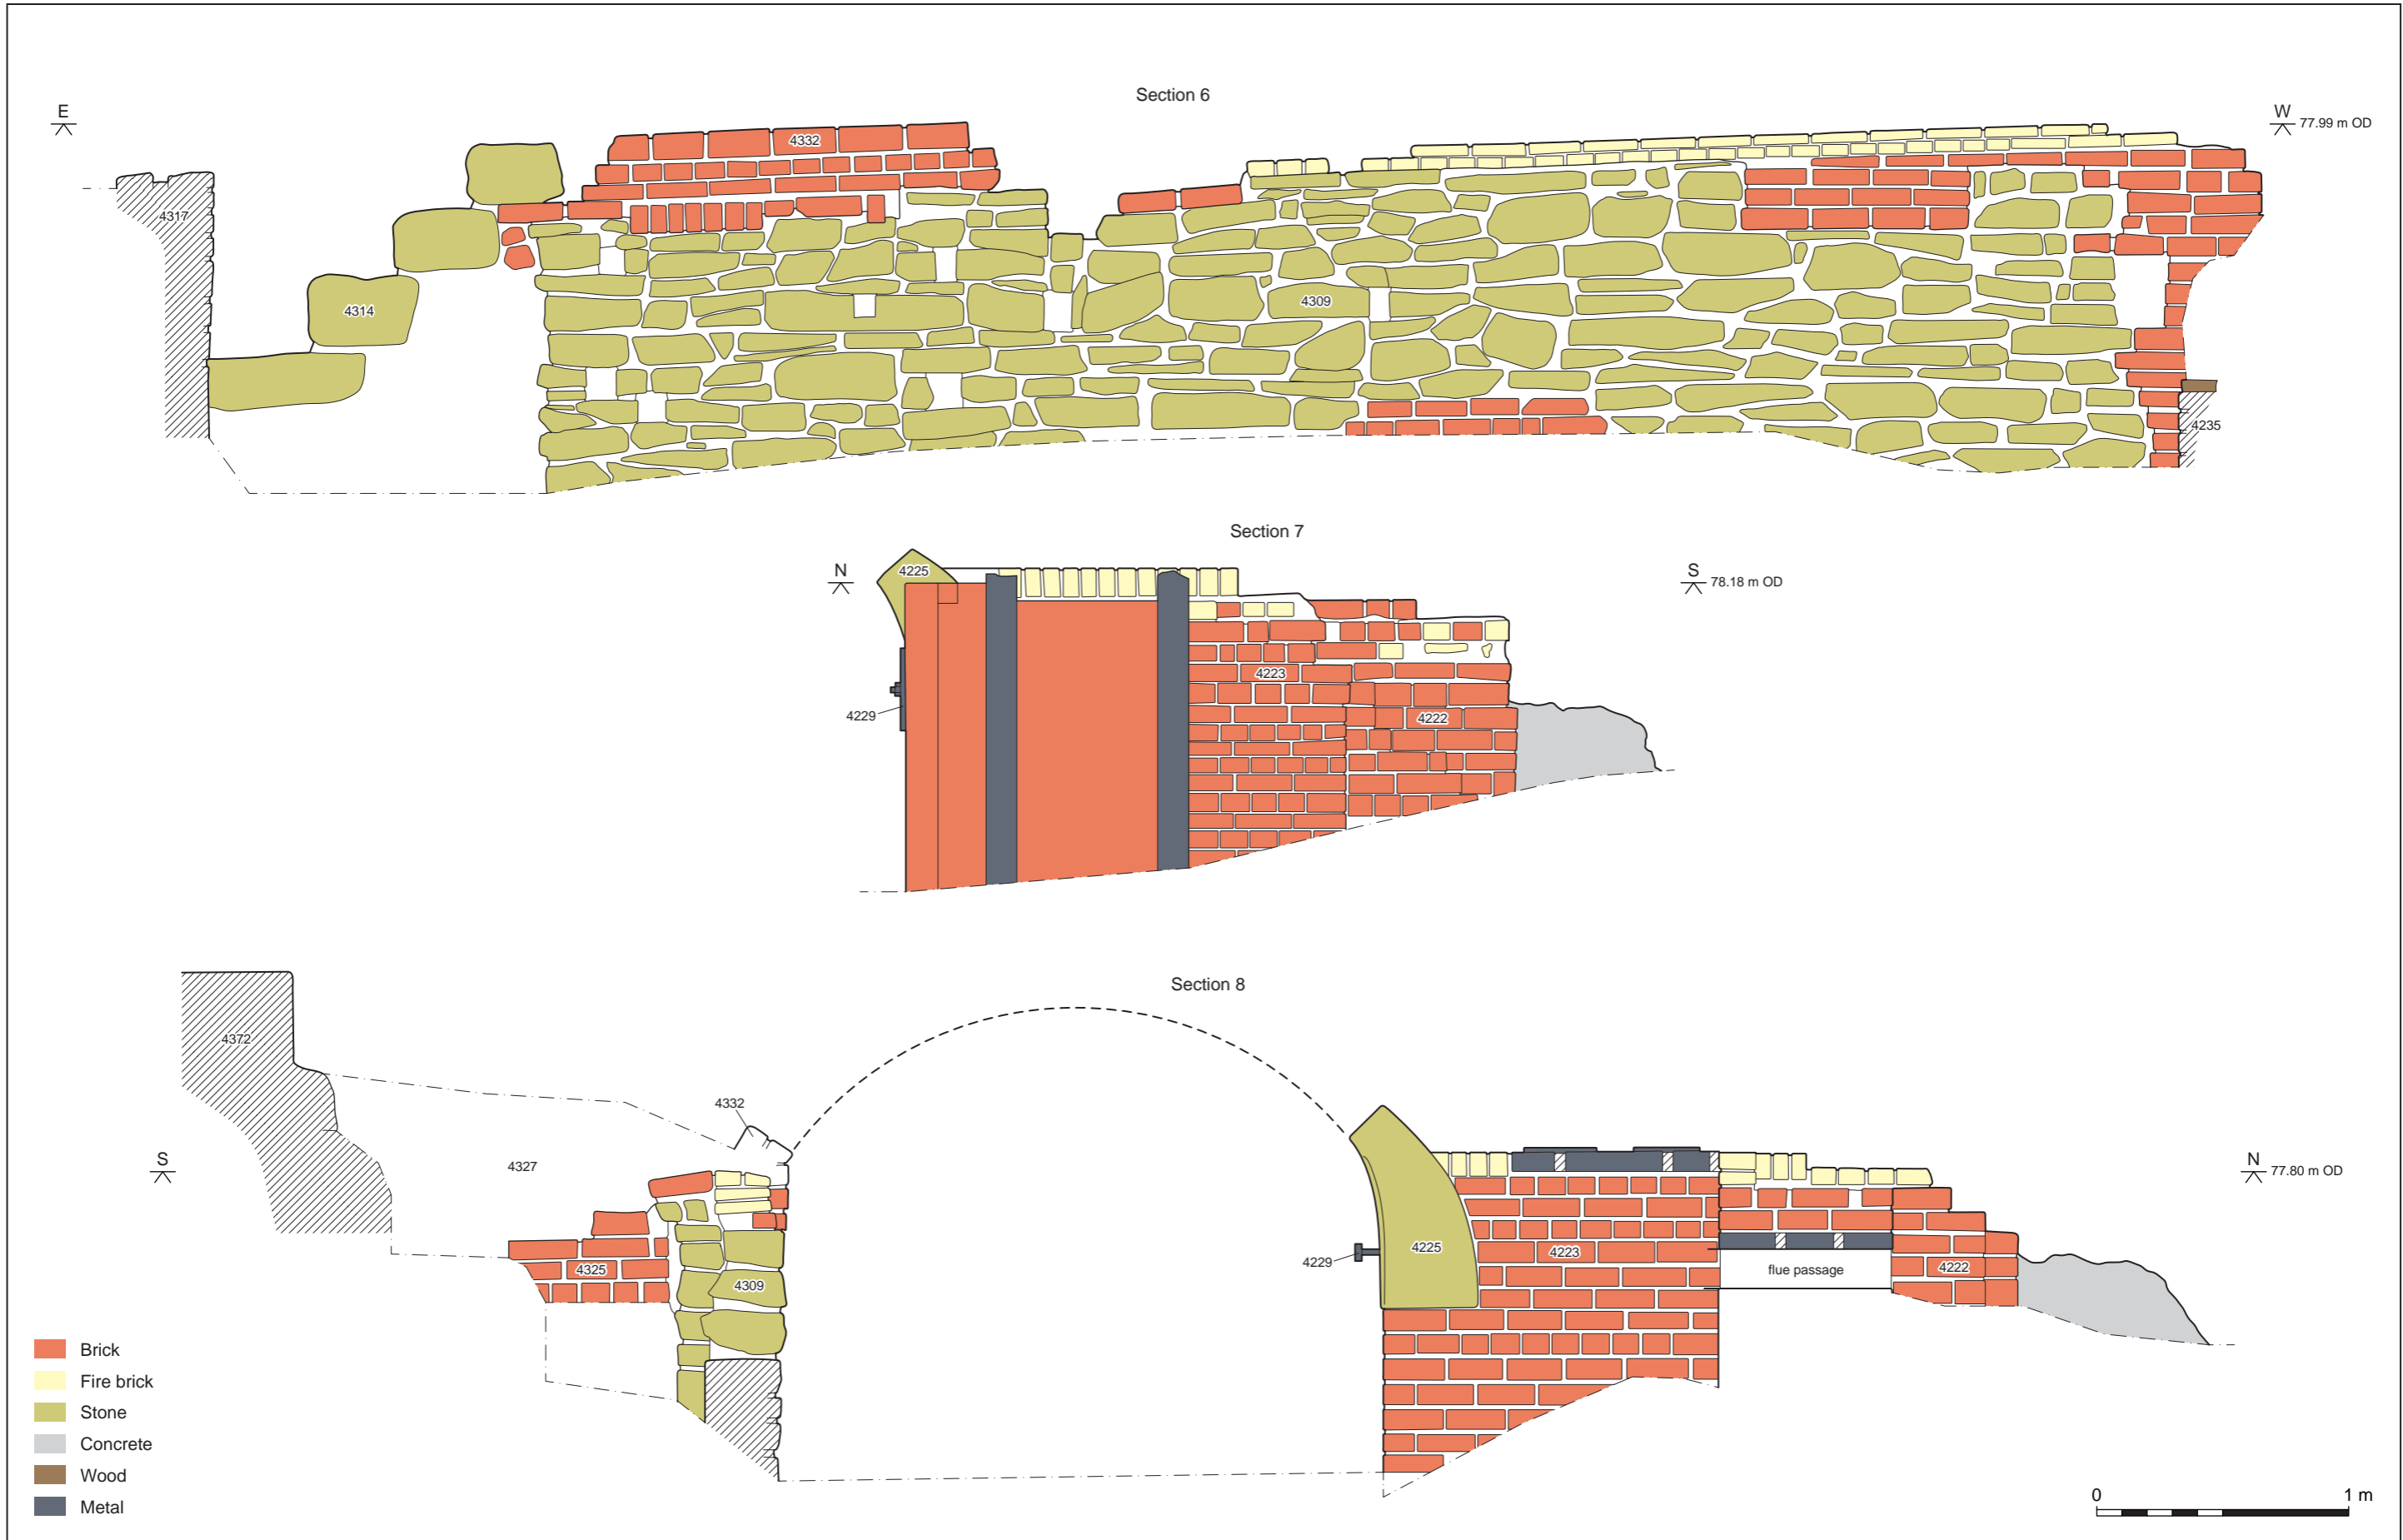 Section 6
E
W
77.99 m OD
4332
4317
4314
4309
4235
Section 7
N
S
78.18 m OD
4225
4223
4229
4222
Section 8
4372
4332
S
4327
N
77.80 m OD
4225
4223
4229
4325
4309
flue passage
4222
Brick
Fire brick
Stone
Concrete
Wood
Metal
0
1 m